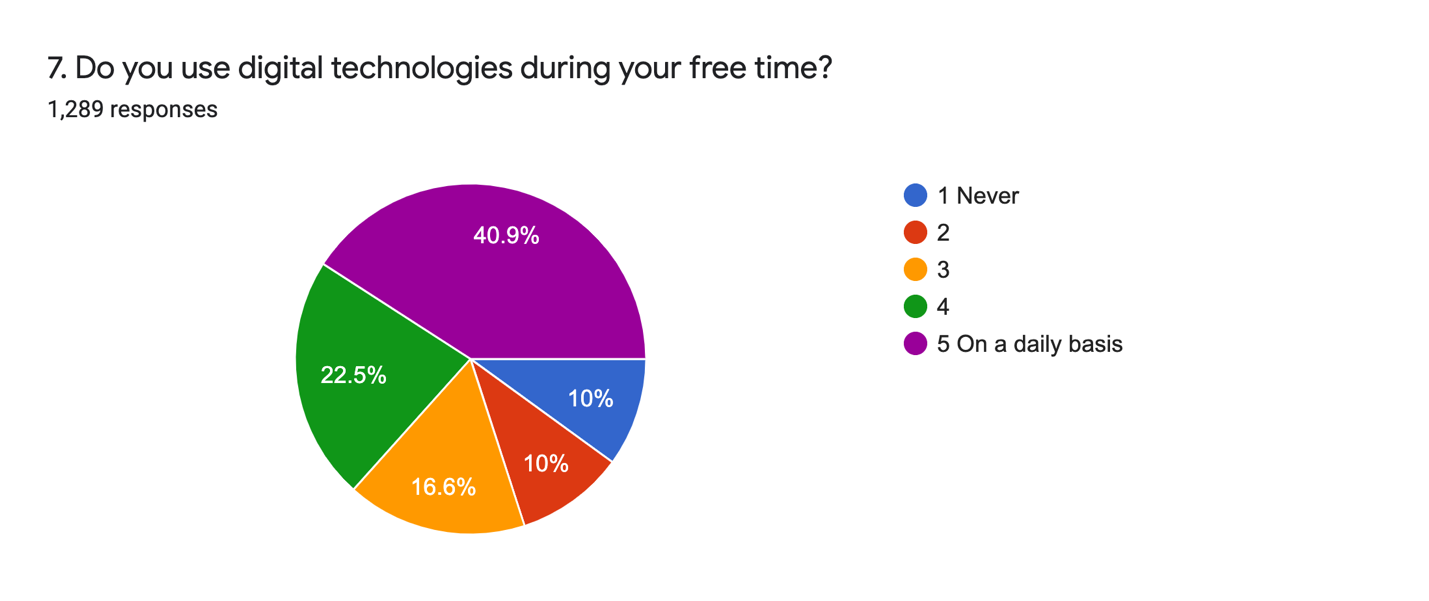 7. Do you use digital technologies during your free time?
1,289 responses
40.9%
22.5%
16.6%
10%
10%
1 Never
2
3
4
5 On a daily basis